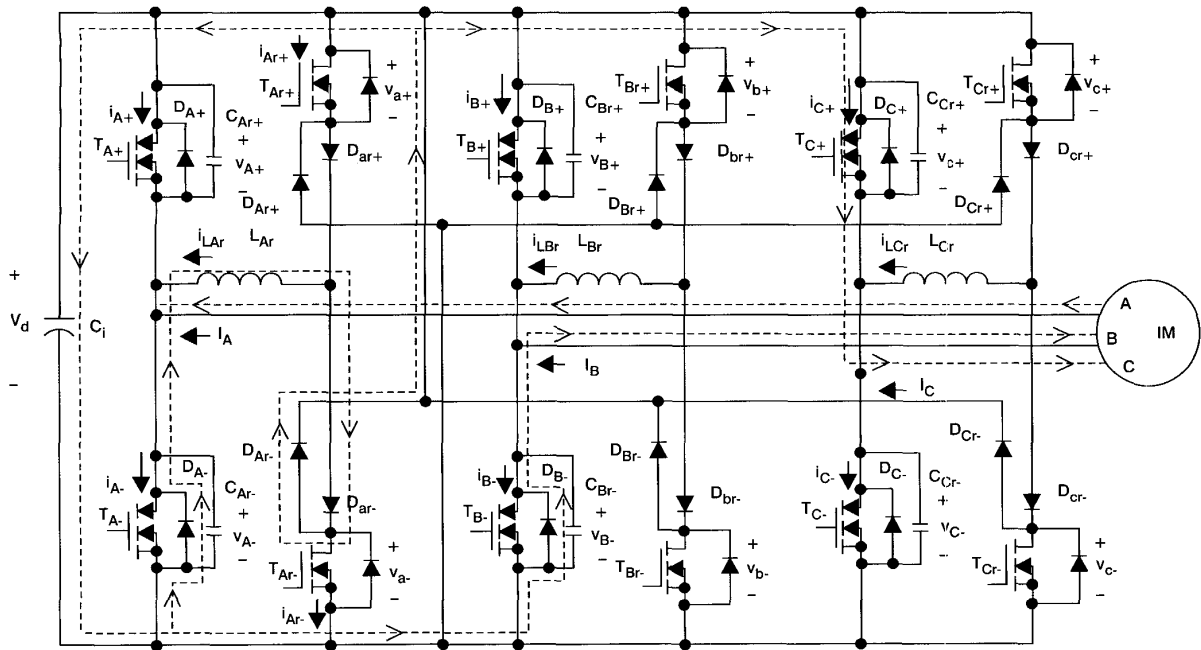 i_Ar+
T_Ar+
+
v_a+
−
i_A+
D_A+
C_Ar+
T_A+
+
v_A+
−
D_Ar+
D_ar+
i_B+
D_B+
C_Br+
T_Br+
+
v_b+
−
T_B+
+
v_B+
−
D_Br+
D_br+
i_C+
D_C+
C_Cr+
T_Cr+
+
v_c+
−
T_C+
+
v_c+
−
D_Cr+
D_cr+
i_LAr
L_Ar
i_LBr
L_Br
i_LCr
L_Cr
+
V_d
−
C_i
I_A
I_B
I_C
A
B
C
IM
i_A-
D_A-
C_Ar-
T_A-
+
v_A-
−
D_Ar-
D_ar-
T_Ar-
i_Ar-
+
v_a-
−
i_B-
D_B-
C_Br-
T_B-
+
v_B-
−
D_Br-
D_br-
T_Br-
+
v_b-
−
i_C-
D_C-
C_Cr-
T_C-
+
v_C-
−
D_Cr-
D_cr-
T_Cr-
+
v_c-
−